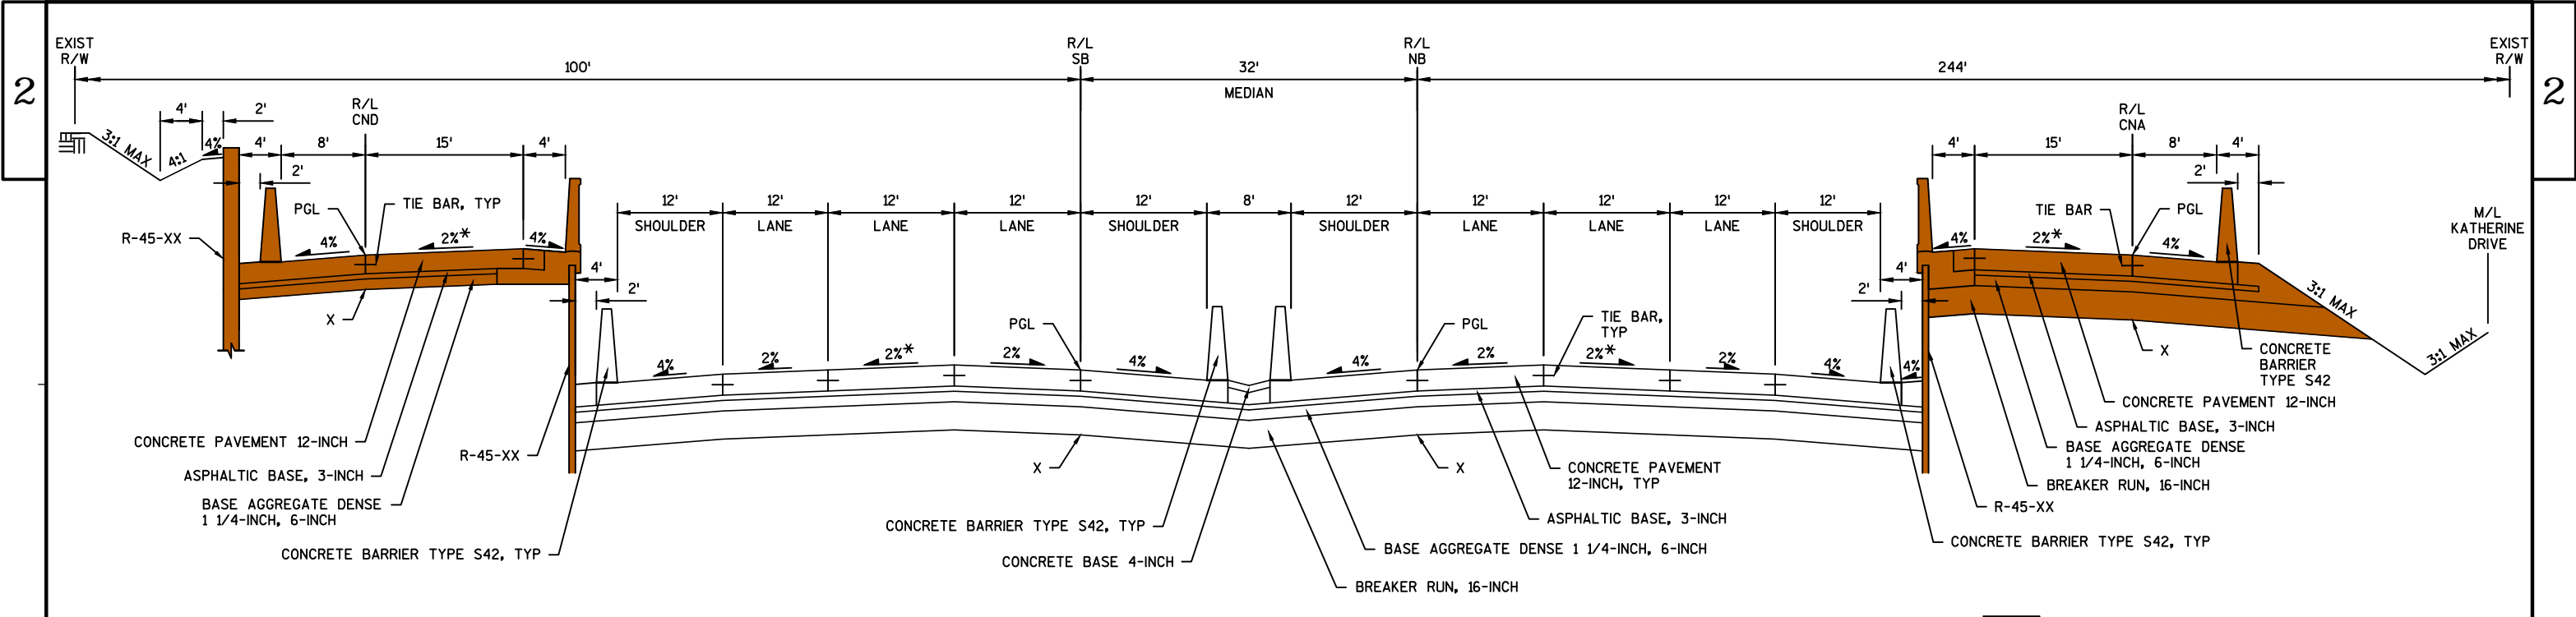 2
EXIST
R/W
100'
R/L
SB
32'
MEDIAN
R/L
NB
244'
EXIST
R/W
2
4'
2'
R/L
CND
3:1 MAX
4:1
4%
4'
8'
15'
4'
2'
PGL
TIE BAR, TYP
R-45-XX
4%
2%*
4%
X
4'
2'
12'
SHOULDER
12'
LANE
12'
LANE
12'
LANE
12'
SHOULDER
8'
12'
SHOULDER
12'
LANE
12'
LANE
12'
LANE
12'
SHOULDER
4%
2%
2%*
2%
PGL
4%
4%
PGL
2%
TIE BAR,
TYP
2%*
2%
4%
4%
4'
2'
R/L
CNA
4'
15'
8'
4'
2'
TIE BAR
PGL
4%
2%*
4%
M/L
KATHERINE
DRIVE
3:1 MAX
3:1 MAX
X
CONCRETE
BARRIER
TYPE S42
CONCRETE PAVEMENT 12-INCH
ASPHALTIC BASE, 3-INCH
BASE AGGREGATE DENSE
1 1/4-INCH, 6-INCH
BREAKER RUN, 16-INCH
R-45-XX
CONCRETE BARRIER TYPE S42, TYP
CONCRETE PAVEMENT 12-INCH
ASPHALTIC BASE, 3-INCH
BASE AGGREGATE DENSE
1 1/4-INCH, 6-INCH
CONCRETE BARRIER TYPE S42, TYP
R-45-XX
X
X
CONCRETE BARRIER TYPE S42, TYP
CONCRETE BASE 4-INCH
CONCRETE PAVEMENT
12-INCH, TYP
ASPHALTIC BASE, 3-INCH
BASE AGGREGATE DENSE 1 1/4-INCH, 6-INCH
BREAKER RUN, 16-INCH